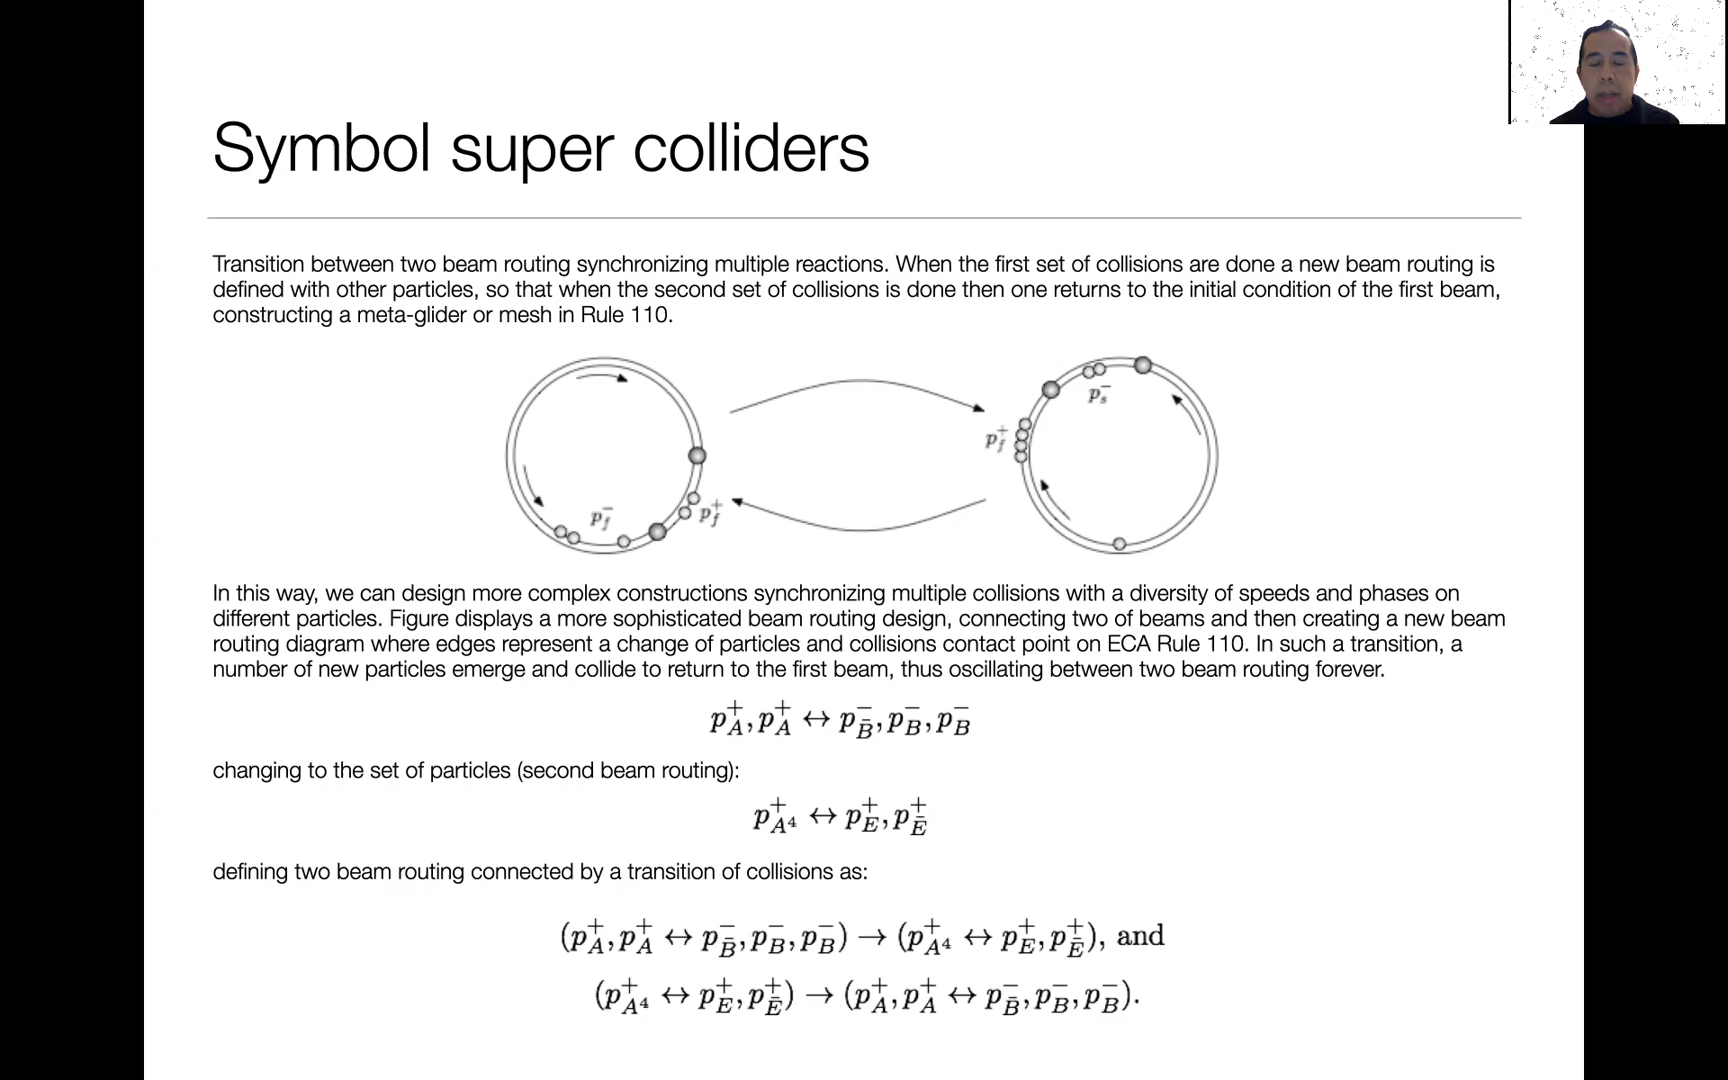 Symbol super colliders
Transition between two beam routing synchronizing multiple reactions. When the first set of collisions are done a new beam routing is
defined with other particles, so that when the second set of collisions is done then one returns to the initial condition of the first beam,
constructing a meta-glider or mesh in Rule 110.
p_s^-
p_f^+
p_f^-
p_f^+
In this way, we can design more complex constructions synchronizing multiple collisions with a diversity of speeds and phases on
different particles. Figure displays a more sophisticated beam routing design, connecting two of beams and then creating a new beam
routing diagram where edges represent a change of particles and collisions contact point on ECA Rule 110. In such a transition, a
number of new particles emerge and collide to return to the first beam, thus oscillating between two beam routing forever.
p_A^+, p_A^+ ↔ p_B̄^-, p_B^-, p_B^-
changing to the set of particles (second beam routing):
p_{A^4}^+ ↔ p_E^+, p_Ē^+
defining two beam routing connected by a transition of collisions as:
(p_A^+, p_A^+ ↔ p_B̄^-, p_B^-, p_B^-) → (p_{A^4}^+ ↔ p_E^+, p_Ē^+), and
(p_{A^4}^+ ↔ p_E^+, p_Ē^+) → (p_A^+, p_A^+ ↔ p_B̄^-, p_B^-, p_B^-).